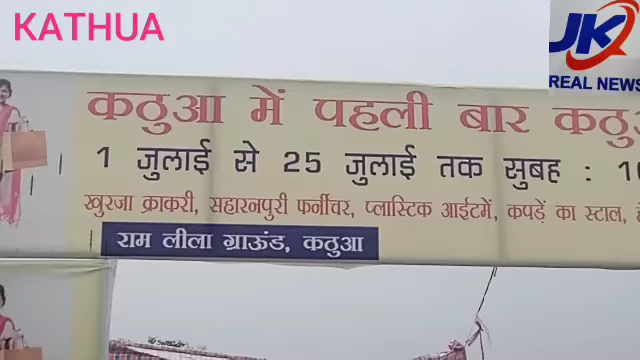 KATHUA
JK
REAL NEWS
कठुआ में पहली बार
1 जुलाई से 25 जुलाई तक सुबह :
खुरजा क्राकरी, सहारनपुरी फर्नीचर, प्लास्टिक आईटमें, कपड़ें का स्टाल,
राम लीला ग्राऊंड, कठुआ